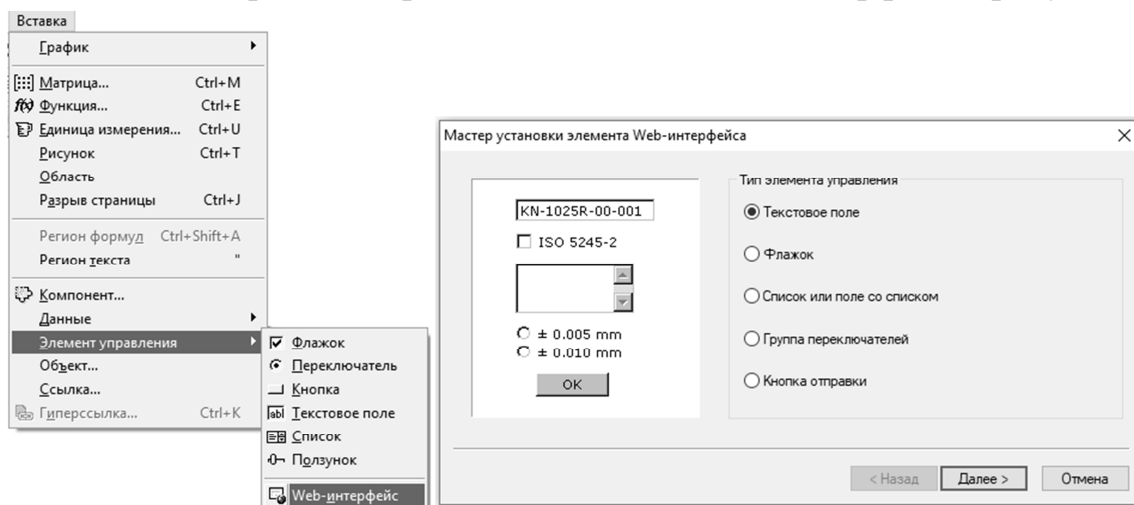 Вставка
График
Матрица... Ctrl+M
f(x) Функция... Ctrl+E
Единица измерения... Ctrl+U
Рисунок Ctrl+T
Область
Разрыв страницы Ctrl+J
Регион формул Ctrl+Shift+A
Регион текста "
Компонент...
Данные
Элемент управления
Объект...
Ссылка...
Гиперссылка... Ctrl+K
Флажок
Переключатель
Кнопка
abl Текстовое поле
Список
Ползунок
Web-интерфейс
Мастер установки элемента Web-интерфейса
KN-1025R-00-001
ISO 5245-2
± 0.005 mm
± 0.010 mm
OK
Тип элемента управления
Текстовое поле
Флажок
Список или поле со списком
Группа переключателей
Кнопка отправки
< Назад Далее > Отмена